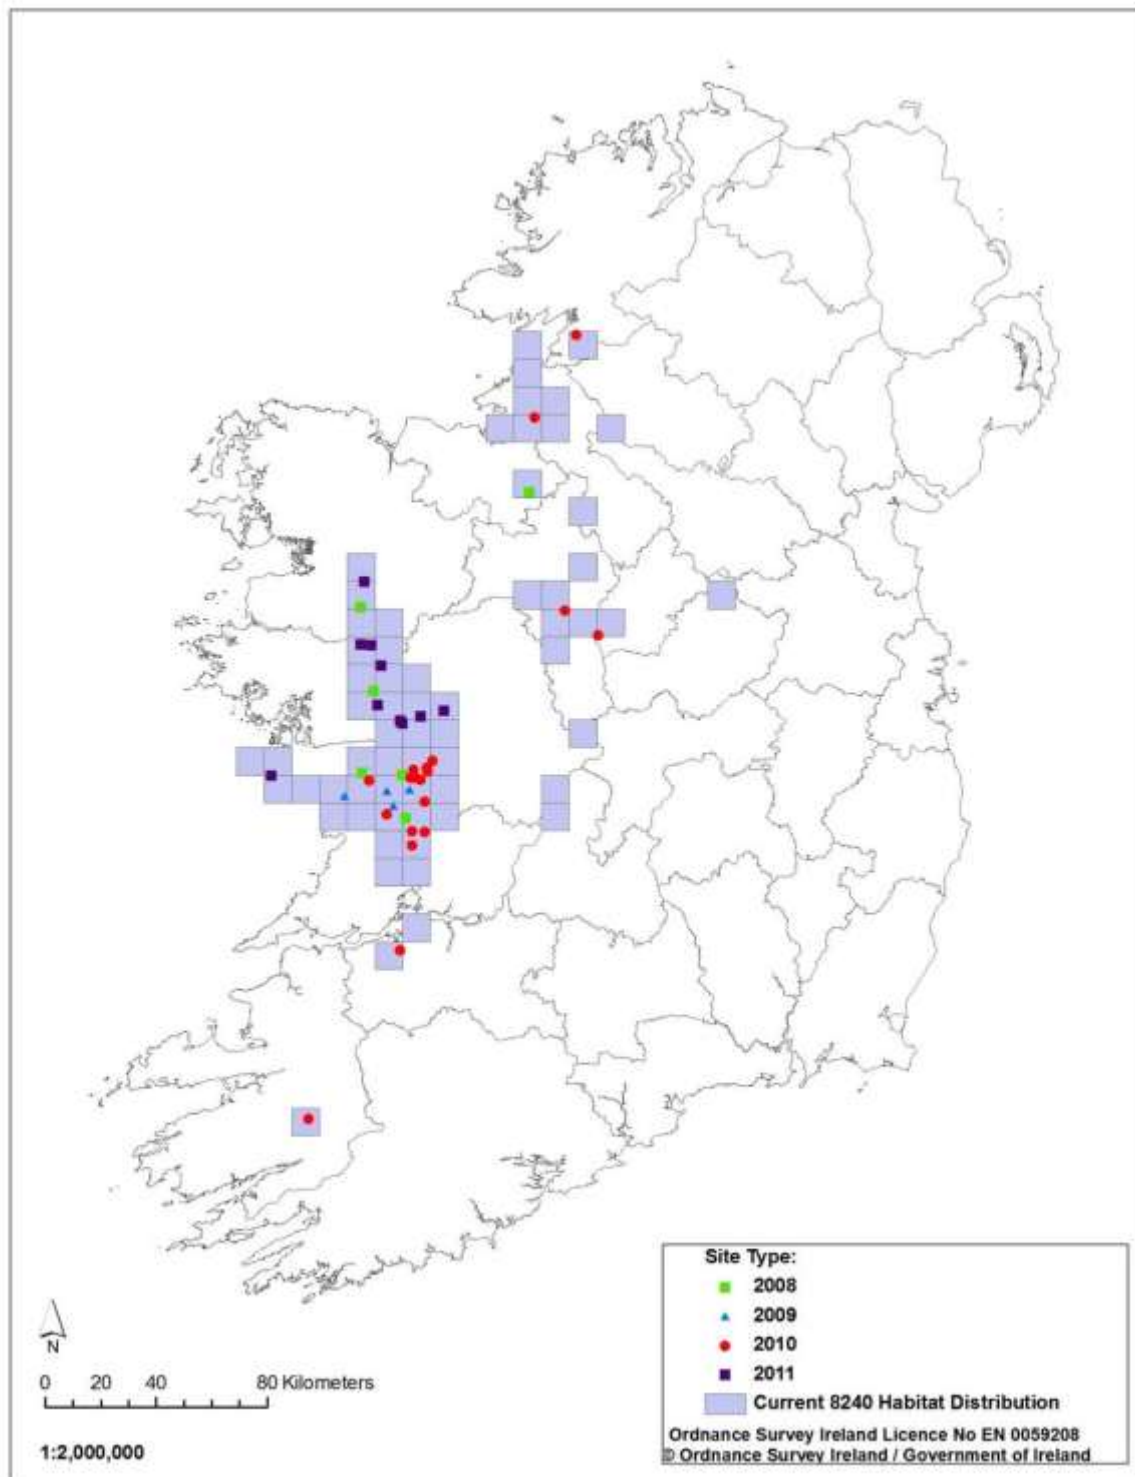 Site Type:
2008
2009
2010
2011
Current 8240 Habitat Distribution
Ordnance Survey Ireland Licence No EN 0059208
© Ordnance Survey Ireland / Government of Ireland
N
0 20 40 80 Kilometers
1:2,000,000